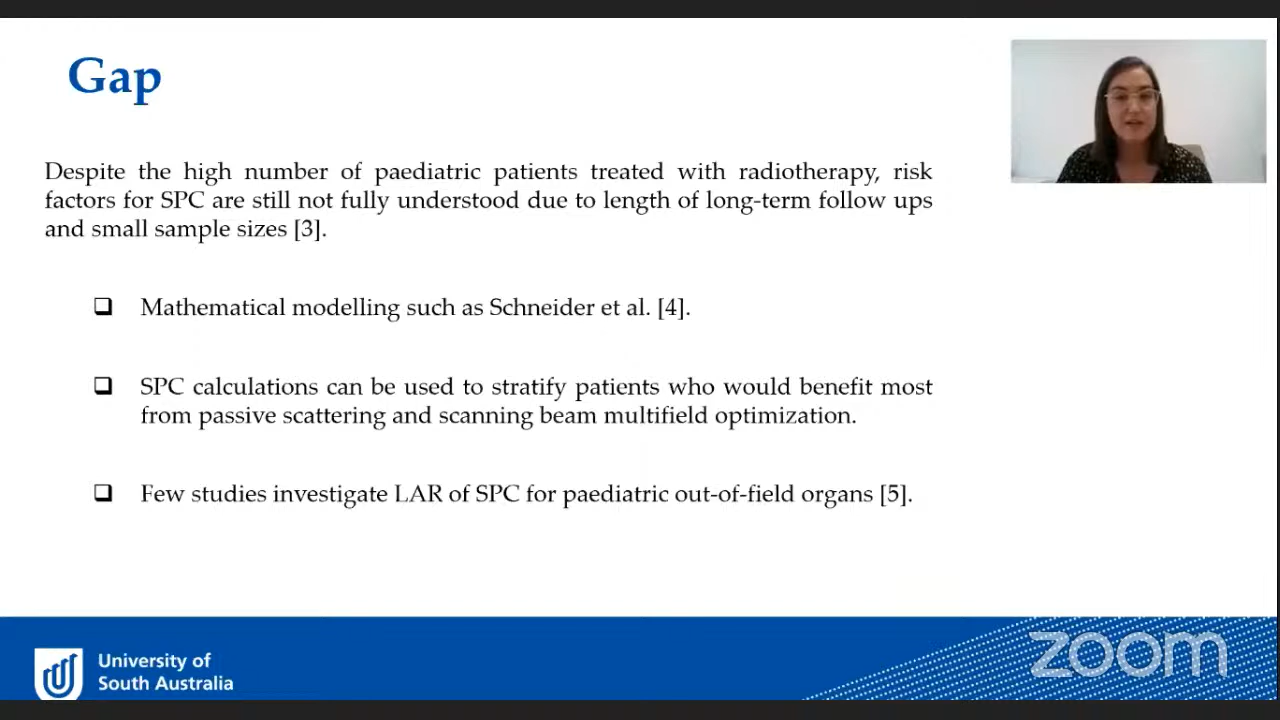 Gap
Despite the high number of paediatric patients treated with radiotherapy, risk
factors for SPC are still not fully understood due to length of long-term follow ups
and small sample sizes [3].
❑ Mathematical modelling such as Schneider et al. [4].
❑ SPC calculations can be used to stratify patients who would benefit most
from passive scattering and scanning beam multifield optimization.
❑ Few studies investigate LAR of SPC for paediatric out-of-field organs [5].
University of
South Australia
zoom